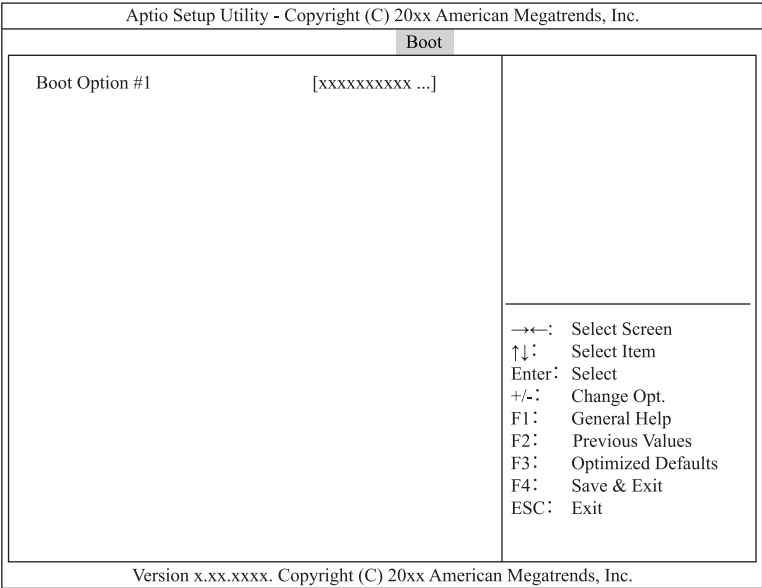 Aptio Setup Utility - Copyright (C) 20xx American Megatrends, Inc.
Boot
Boot Option #1 [xxxxxxxxxx ...]
→←: Select Screen
↑↓: Select Item
Enter: Select
+/-: Change Opt.
F1: General Help
F2: Previous Values
F3: Optimized Defaults
F4: Save & Exit
ESC: Exit
Version x.xx.xxxx. Copyright (C) 20xx American Megatrends, Inc.